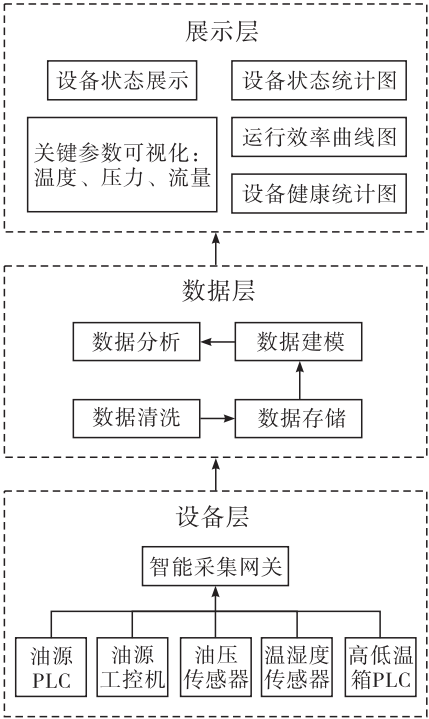 展示层
设备状态展示
设备状态统计图
关键参数可视化：
温度、压力、流量
运行效率曲线图
设备健康统计图
数据层
数据分析
数据建模
数据清洗
数据存储
设备层
智能采集网关
油源
PLC
油源
工控机
油压
传感器
温湿度
传感器
高低温
箱PLC